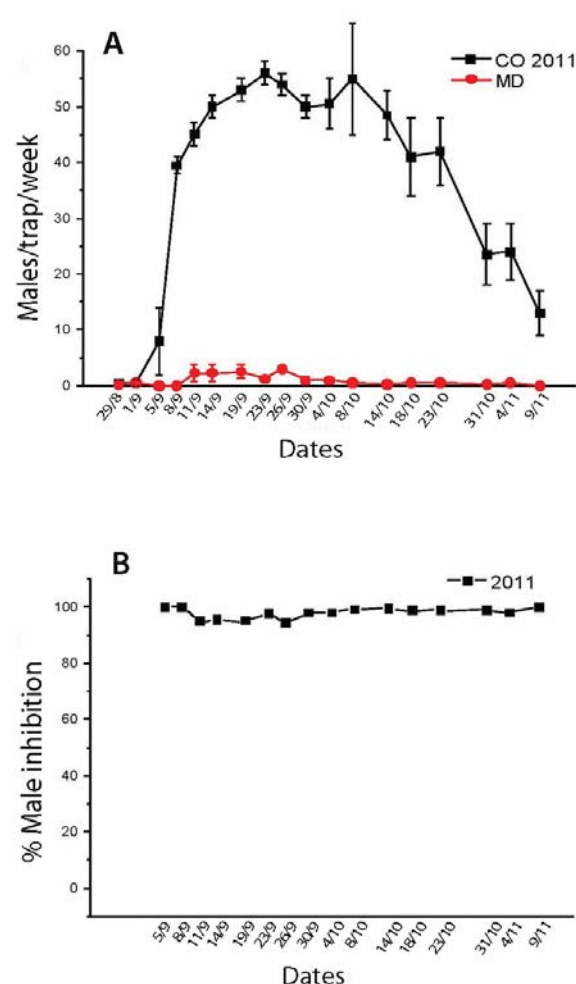 A
CO 2011
MD
Males/trap/week
60
50
40
30
20
10
0
29/8 1/9 5/9 8/9 11/9 14/9 19/9 23/9 26/9 30/9 4/10 8/10 14/10 18/10 23/10 31/10 4/11 9/11
Dates
B
2011
% Male inhibition
100
80
60
40
20
0
5/9 8/9 11/9 14/9 19/9 23/9 26/9 30/9 4/10 8/10 14/10 18/10 23/10 31/10 4/11 9/11
Dates